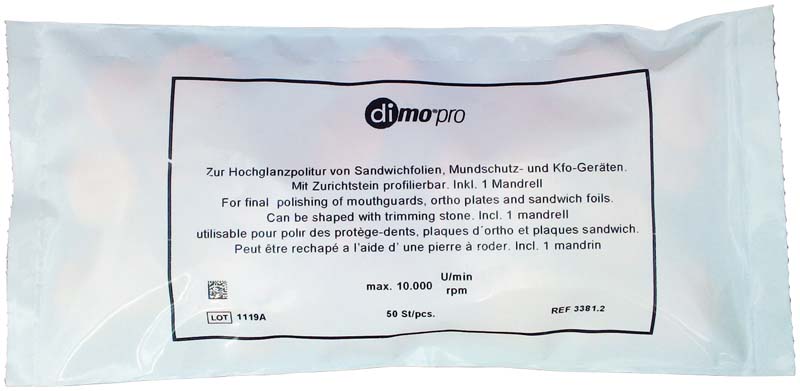 dimo®pro
Zur Hochglanzpolitur von Sandwichfolien, Mundschutz- und Kfo-Geräten.
Mit Zurichtstein profilierbar. Inkl. 1 Mandrell
For final polishing of mouthguards, ortho plates and sandwich foils.
Can be shaped with trimming stone. Incl. 1 mandrell
utilisable pour polir des protège-dents, plaques d´ortho et plaques sandwich.
Peut être rechapé a l'aide d' une pierre à roder. Incl. 1 mandrin
max. 10.000 U/min
rpm
LOT 1119A 50 St/pcs. REF 3381.2